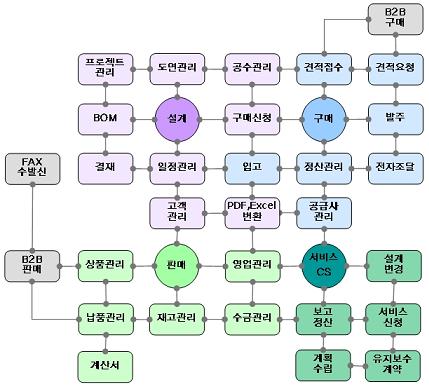 B2B
구매
프로젝트
관리
도면관리
공수관리
견적접수
견적요청
BOM
설계
구매신청
구매
발주
FAX
수발신
결재
일정관리
입고
정산관리
전자조달
고객
관리
PDF,Excel
변환
공급사
관리
B2B
판매
상품관리
판매
영업관리
서비스
CS
설계
변경
납품관리
재고관리
수금관리
보고
정산
서비스
신청
계산서
계획
수립
유지보수
계약